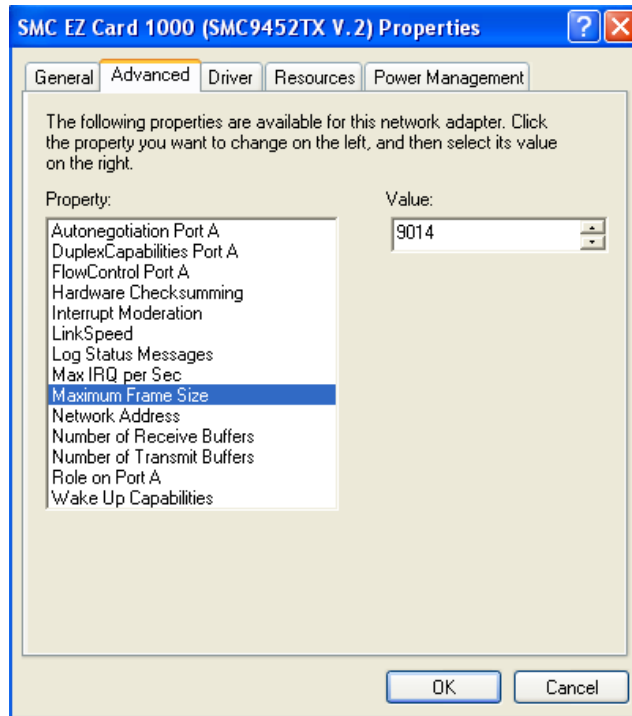 SMC EZ Card 1000 (SMC9452TX V.2) Properties
General Advanced Driver Resources Power Management
The following properties are available for this network adapter. Click
the property you want to change on the left, and then select its value
on the right.
Property: Value:
Autonegotiation Port A 9014
DuplexCapabilities Port A
FlowControl Port A
Hardware Checksumming
Interrupt Moderation
LinkSpeed
Log Status Messages
Max IRQ per Sec
Maximum Frame Size
Network Address
Number of Receive Buffers
Number of Transmit Buffers
Role on Port A
Wake Up Capabilities
OK Cancel